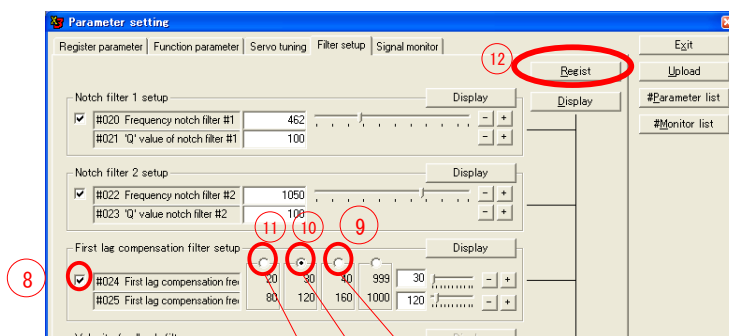 Parameter setting
Register parameter Function parameter Servo tuning Filter setup Signal monitor
Exit
12
Regist
Upload
Notch filter 1 setup Display
Display
#Parameter list
#020 Frequency notch filter #1 462 - +
#021 'Q' value of notch filter #1 100 - +
#Monitor list
Notch filter 2 setup Display
#022 Frequency notch filter #2 1050 - +
#023 'Q' value notch filter #2 100 - +
11 10 9
First lag compensation filter setup Display
8
#024 First lag compensation fre 20 30 40 999 30 - +
#025 First lag compensation fre 80 120 160 1000 120 - +